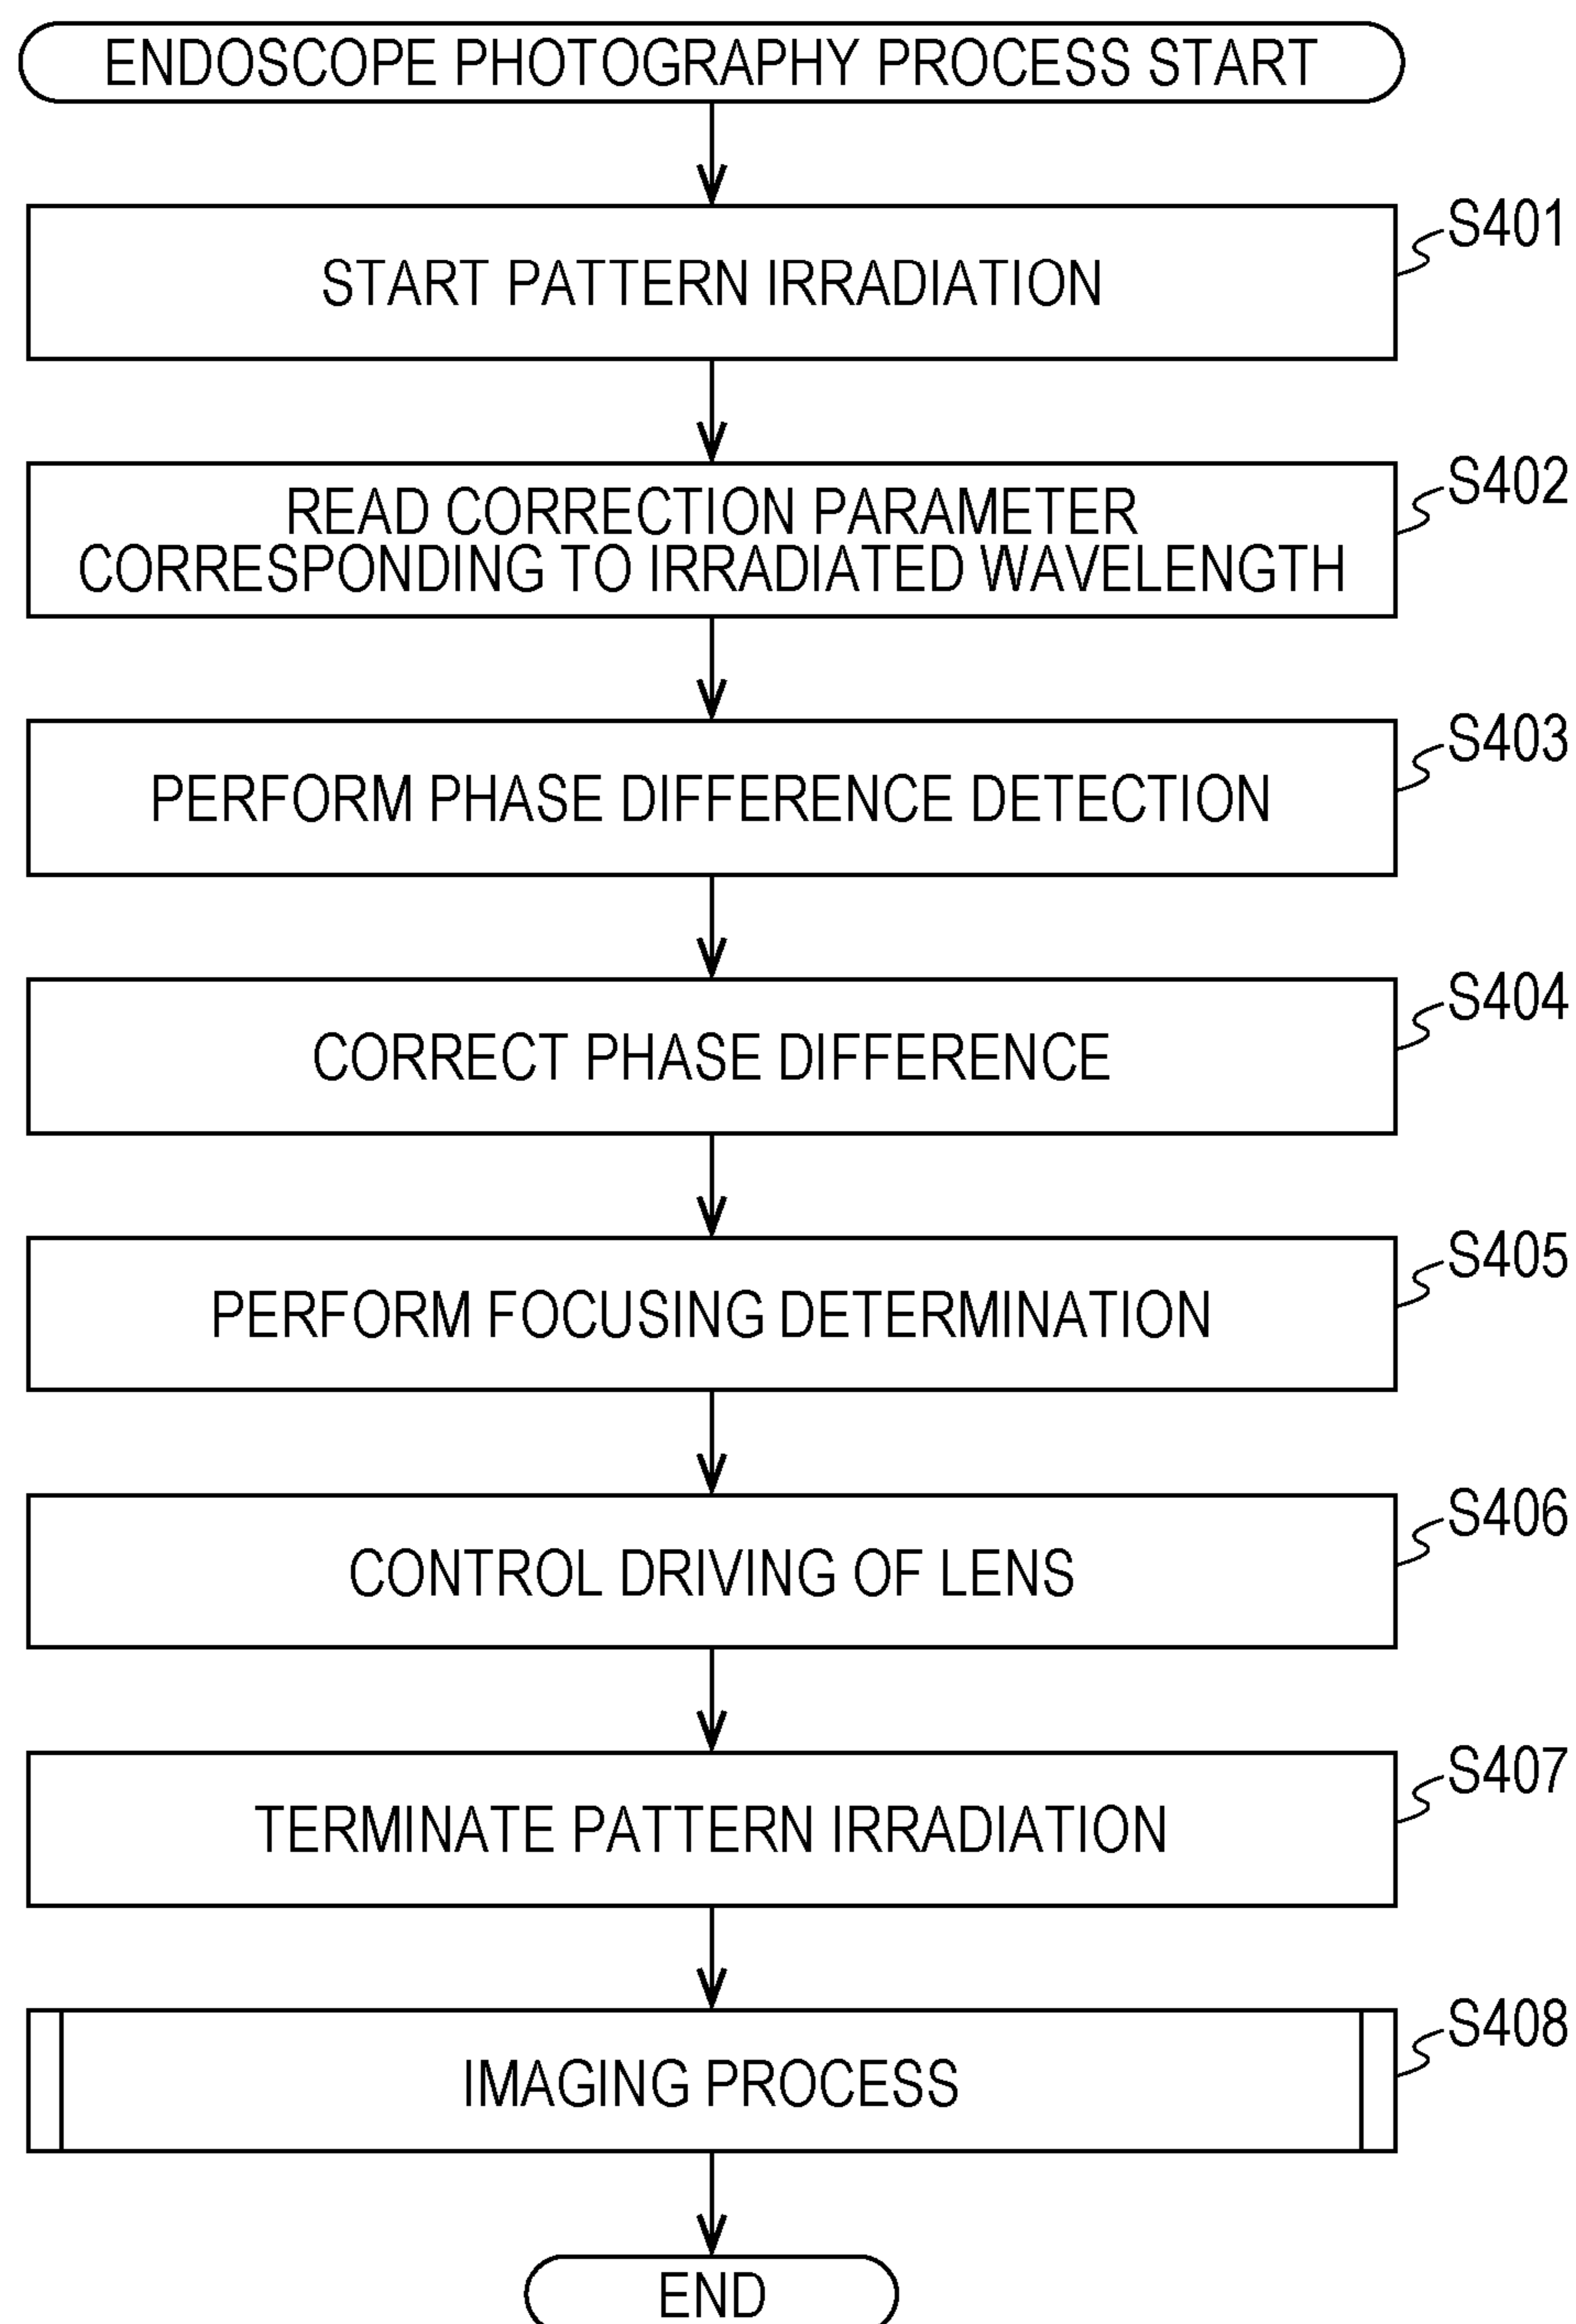 ENDOSCOPE PHOTOGRAPHY PROCESS START
S401
START PATTERN IRRADIATION
S402
READ CORRECTION PARAMETER
CORRESPONDING TO IRRADIATED WAVELENGTH
S403
PERFORM PHASE DIFFERENCE DETECTION
S404
CORRECT PHASE DIFFERENCE
S405
PERFORM FOCUSING DETERMINATION
S406
CONTROL DRIVING OF LENS
S407
TERMINATE PATTERN IRRADIATION
S408
IMAGING PROCESS
END